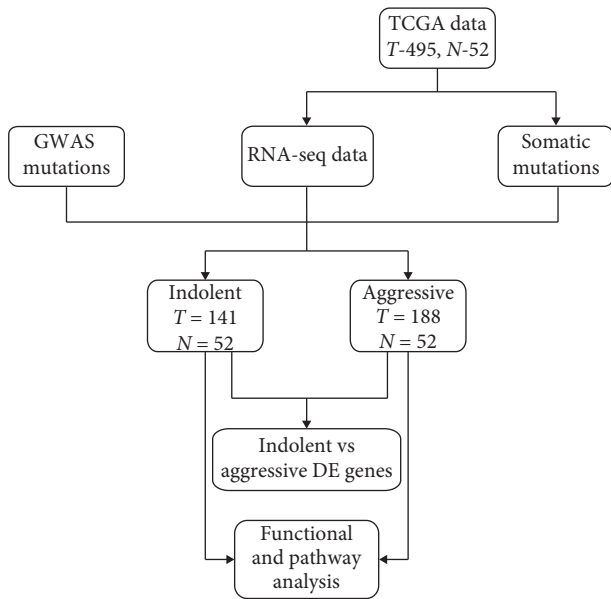 TCGA data
T-495, N-52
GWAS
mutations
RNA-seq data
Somatic
mutations
Indolent
T = 141
N = 52
Aggressive
T = 188
N = 52
Indolent vs
aggressive DE genes
Functional
and pathway
analysis